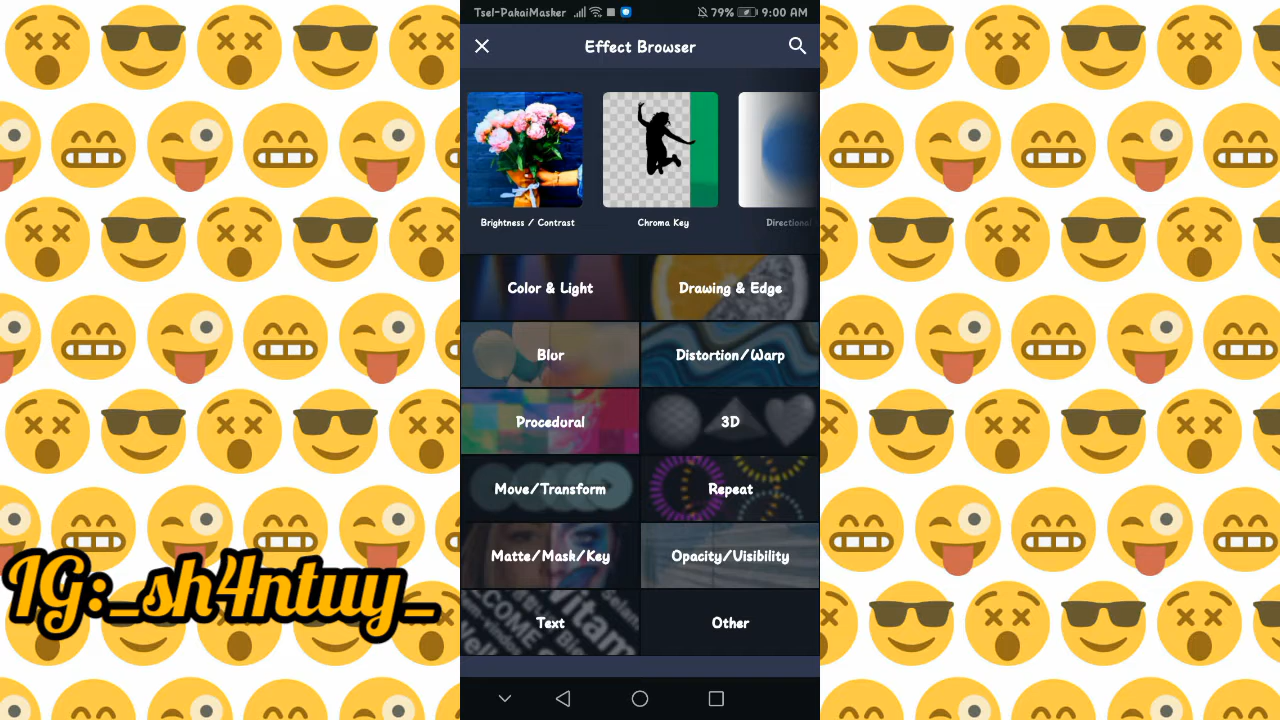 Tsel-PakaiMasker
79%
9:00 AM
Effect Browser
Brightness / Contrast
Chroma Key
Directional
Color & Light
Drawing & Edge
Blur
Distortion/Warp
Procedural
3D
Move/Transform
Repeat
Matte/Mask/Key
Opacity/Visibility
Text
Other
IG:_sh4ntuy_